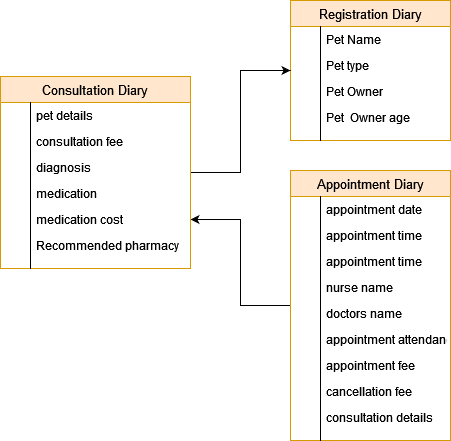 Registration Diary
Pet Name
Pet type
Pet Owner
Pet Owner age
Consultation Diary
pet details
consultation fee
diagnosis
medication
medication cost
Recommended pharmacy
Appointment Diary
appointment date
appointment time
appointment time
nurse name
doctors name
appointment attendan
appointment fee
cancellation fee
consultation details